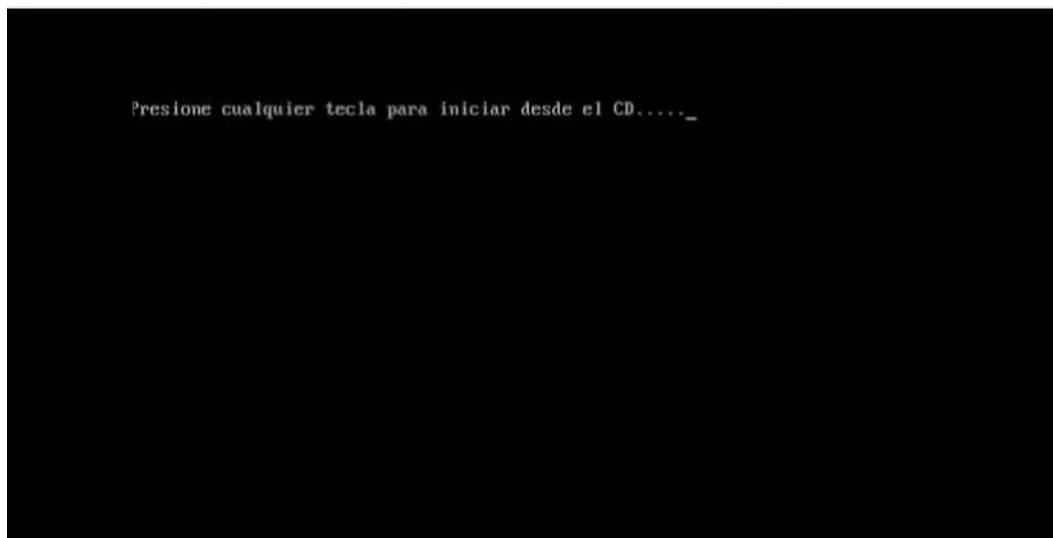 Presione cualquier tecla para iniciar desde el CD....._